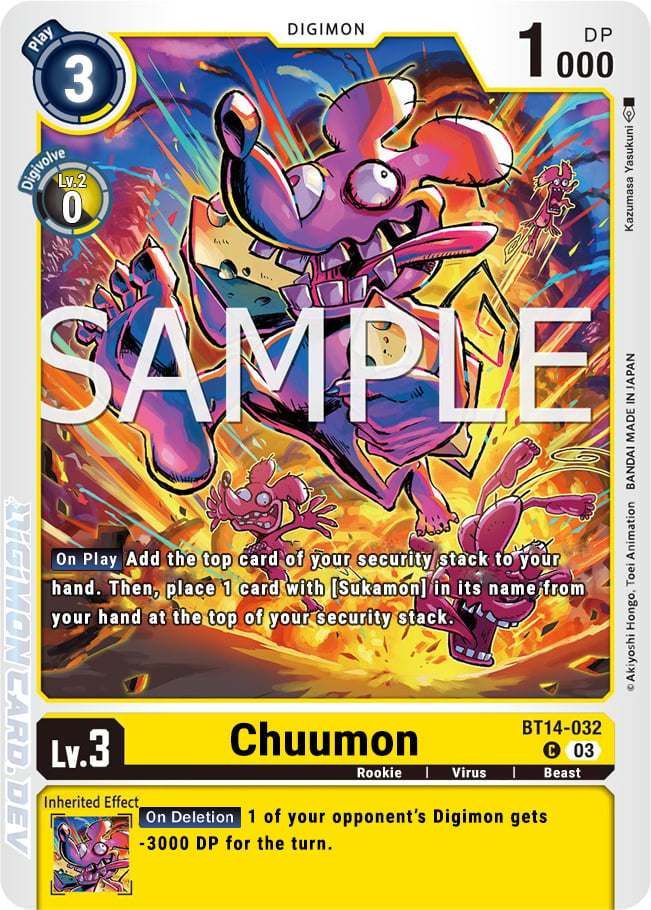 Play
3
DIGIMON
1000
DP
Digivolve
Lv.2
0
Kazumasa Yasukuni
SAMPLE
© Akiyoshi Hongo, Toei Animation BANDAI MADE IN JAPAN
DIGIMONCARD.DEV
On Play Add the top card of your security stack to your
hand. Then, place 1 card with [Sukamon] in its name from
your hand at the top of your security stack.
Lv.3
Chuumon
BT14-032
C 03
Rookie | Virus | Beast
Inherited Effect
On Deletion 1 of your opponent's Digimon gets
-3000 DP for the turn.